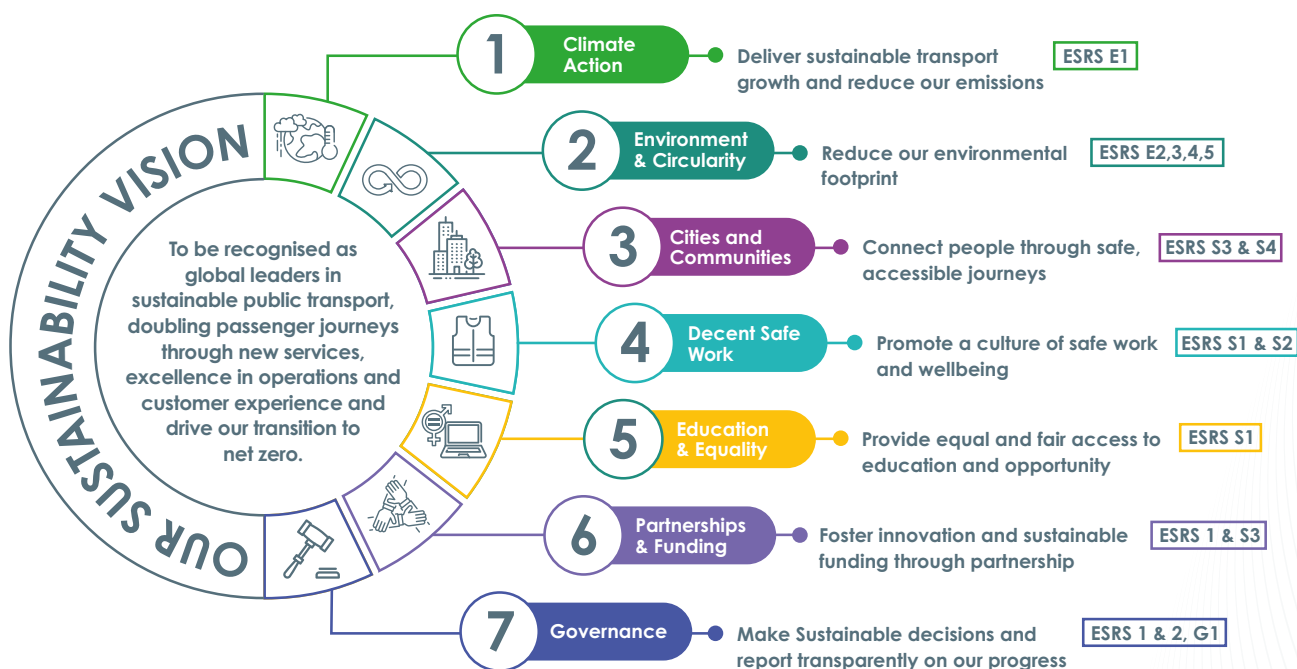 OUR SUSTAINABILITY VISION
To be recognised as
global leaders in
sustainable public transport,
doubling passenger journeys
through new services,
excellence in operations and
customer experience and
drive our transition to
net zero.
1
Climate
Action
Deliver sustainable transport
growth and reduce our emissions
ESRS E1
2
Environment
& Circularity
Reduce our environmental
footprint
ESRS E2,3,4,5
3
Cities and
Communities
Connect people through safe,
accessible journeys
ESRS S3 & S4
4
Decent Safe
Work
Promote a culture of safe work
and wellbeing
ESRS S1 & S2
5
Education
& Equality
Provide equal and fair access to
education and opportunity
ESRS S1
6
Partnerships
& Funding
Foster innovation and sustainable
funding through partnership
ESRS 1 & S3
7
Governance
Make Sustainable decisions and
report transparently on our progress
ESRS 1 & 2, G1